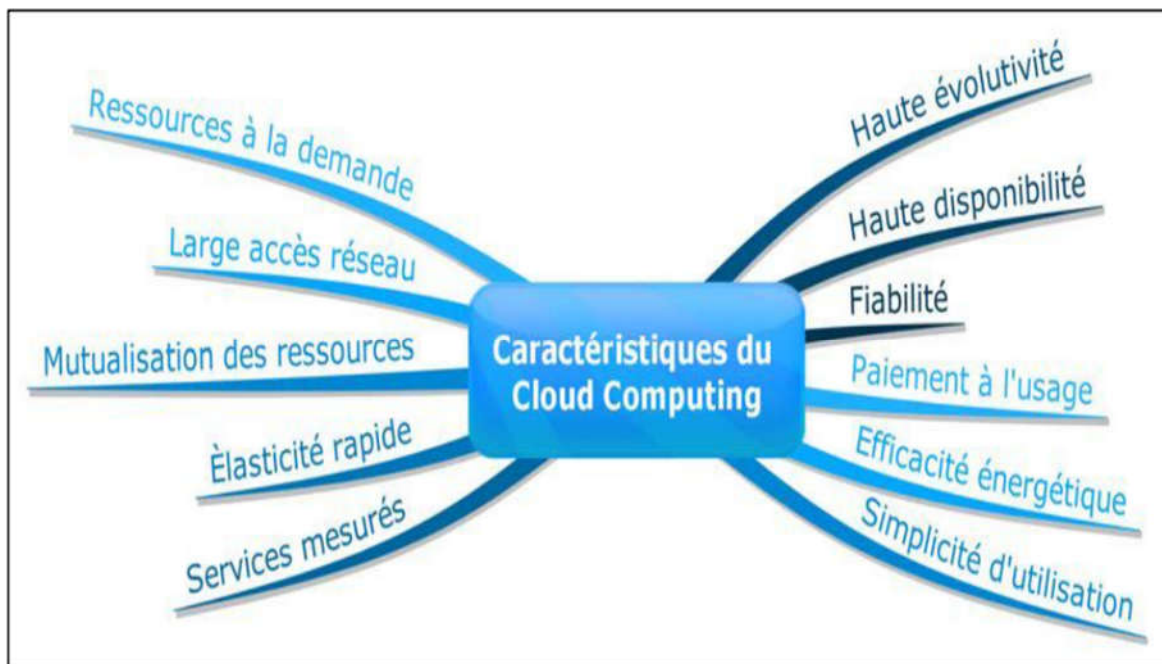 Ressources à la demande
Large accès réseau
Mutualisation des ressources
Èlasticité rapide
Services mesurés
Caractéristiques du
Cloud Computing
Haute évolutivité
Haute disponibilité
Fiabilité
Paiement à l'usage
Efficacité énergétique
Simplicité d'utilisation